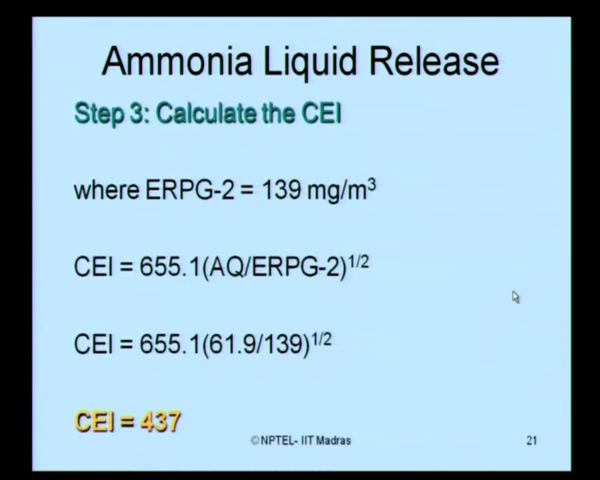 Ammonia Liquid Release
Step 3: Calculate the CEI
where ERPG-2 = 139 mg/m³
CEI = 655.1(AQ/ERPG-2)^1/2
CEI = 655.1(61.9/139)^1/2
CEI = 437
©NPTEL- IIT Madras
21